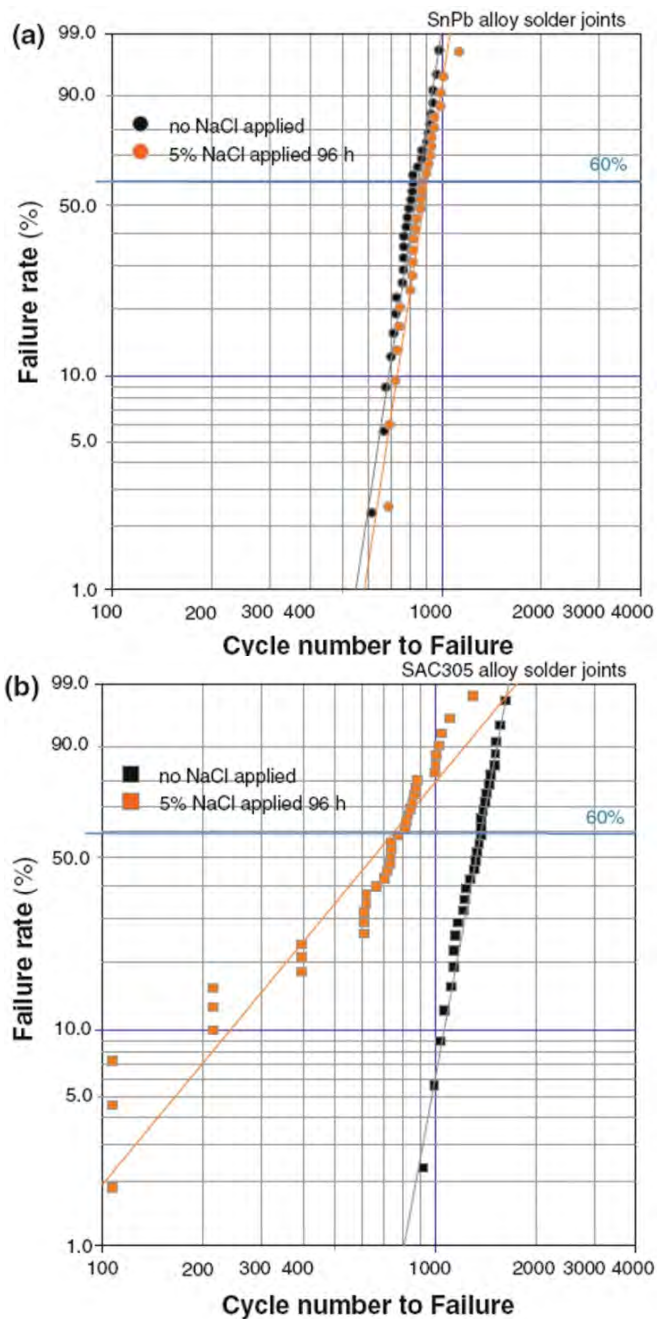 (a)
SnPb alloy solder joints
99.0
90.0
no NaCl applied
5% NaCl applied 96 h
60%
50.0
Failure rate (%)
10.0
5.0
1.0
100 200 300 400 1000 2000 3000 4000
Cycle number to Failure
(b)
SAC305 alloy solder joints
99.0
90.0
no NaCl applied
5% NaCl applied 96 h
60%
50.0
Failure rate (%)
10.0
5.0
1.0
100 200 300 400 1000 2000 3000 4000
Cycle number to Failure